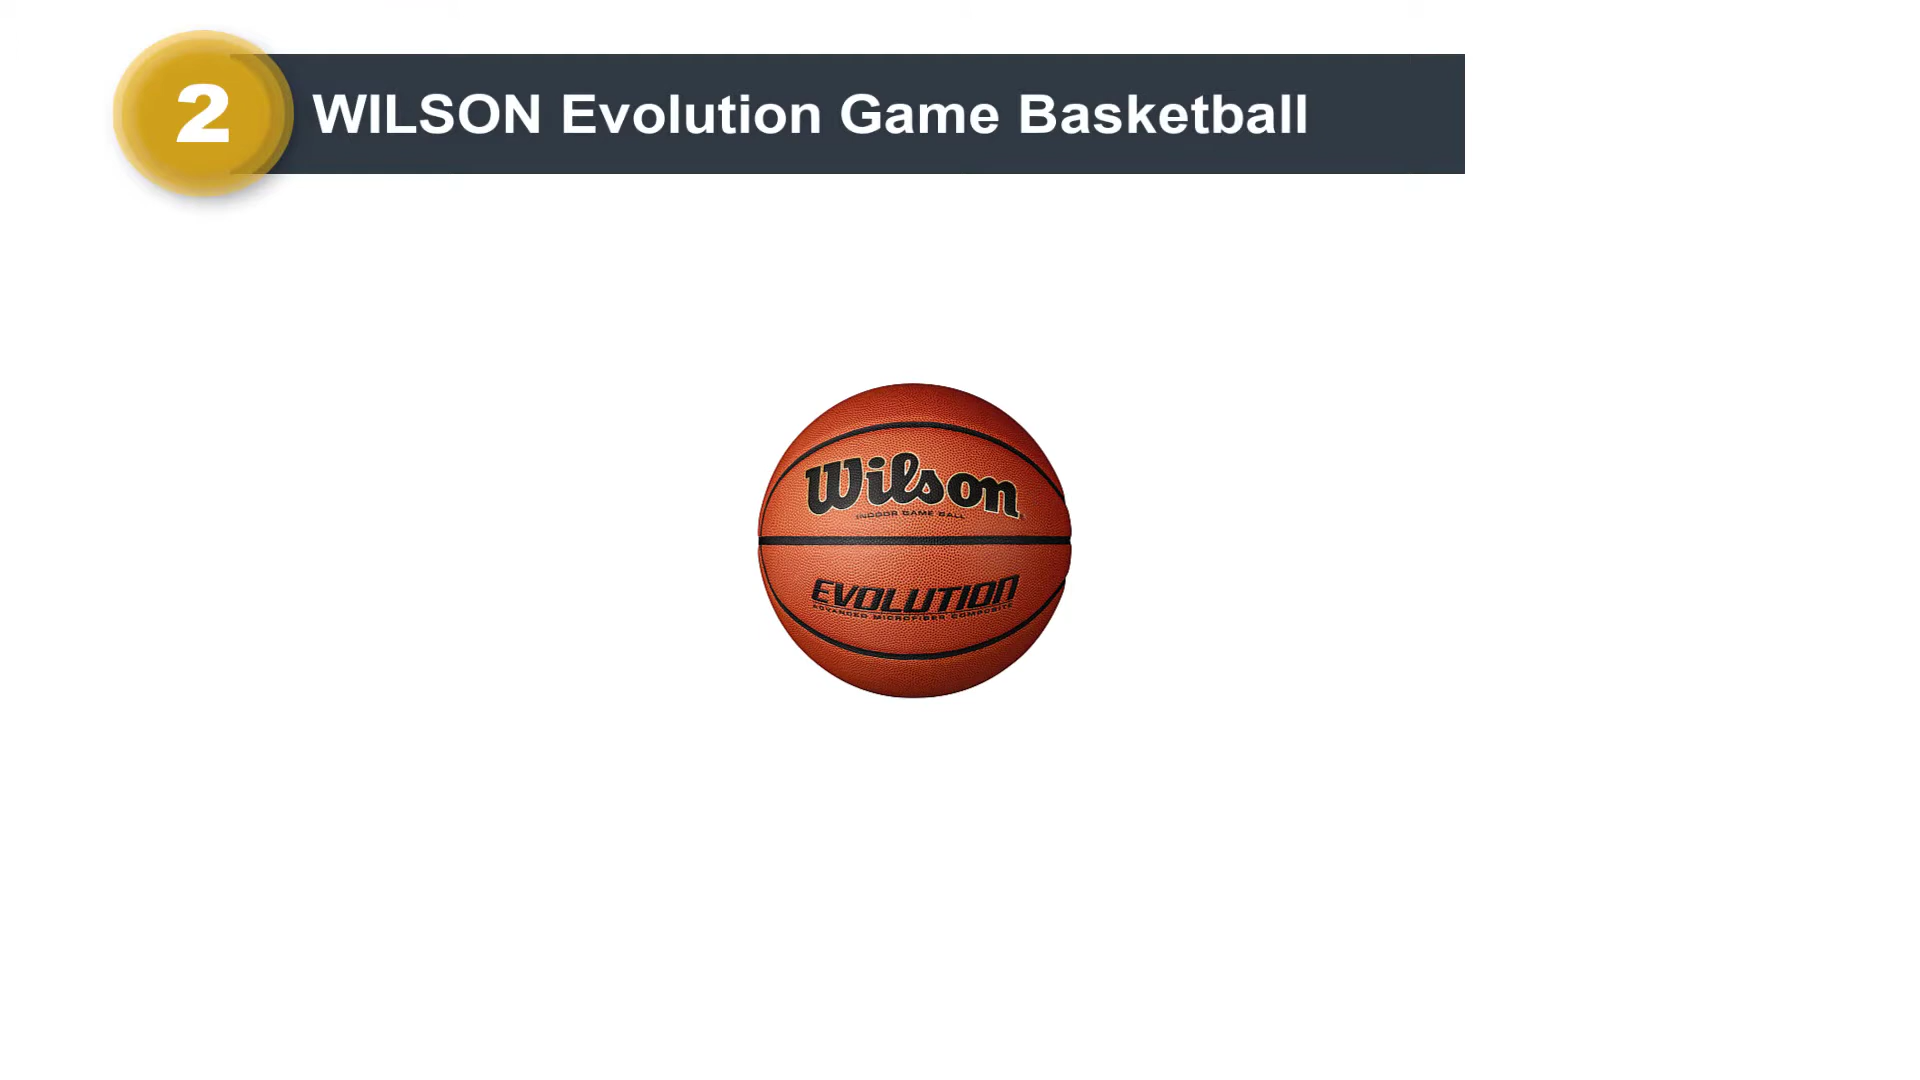 2
WILSON Evolution Game Basketball
Wilson
INDOOR GAME BALL
EVOLUTION
ADVANCED MICROFIBER COMPOSITE